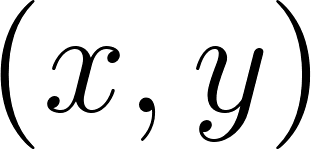 (x, y)